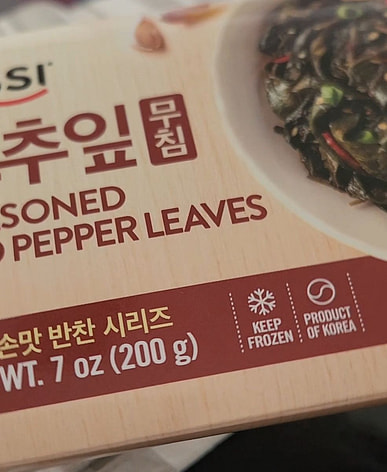 SSI
추잎 무침
SONED
PEPPER LEAVES
손맛 반찬 시리즈
WT. 7 oz (200 g)
KEEP
FROZEN
PRODUCT
OF KOREA